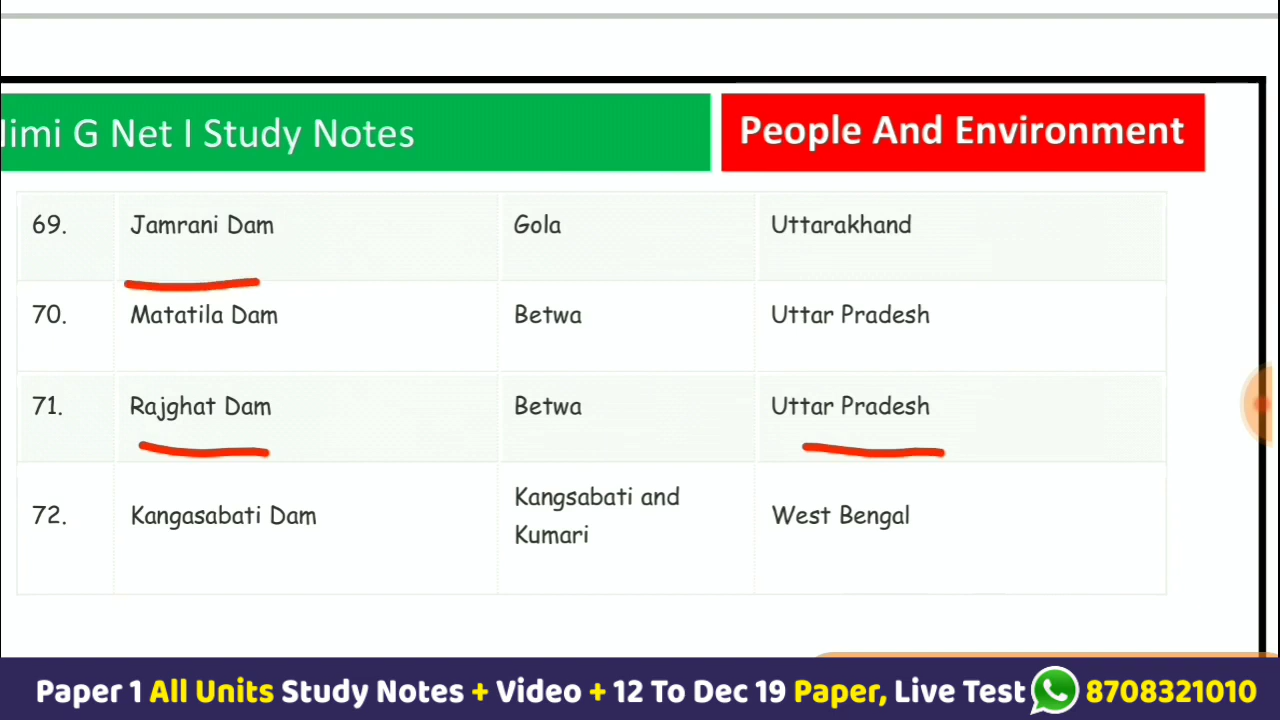 limi G Net I Study Notes
People And Environment
69. Jamrani Dam Gola Uttarakhand
70. Matatila Dam Betwa Uttar Pradesh
71. Rajghat Dam Betwa Uttar Pradesh
72. Kangasabati Dam Kangsabati and Kumari West Bengal
Paper 1 All Units Study Notes + Video + 12 To Dec 19 Paper, Live Test 8708321010